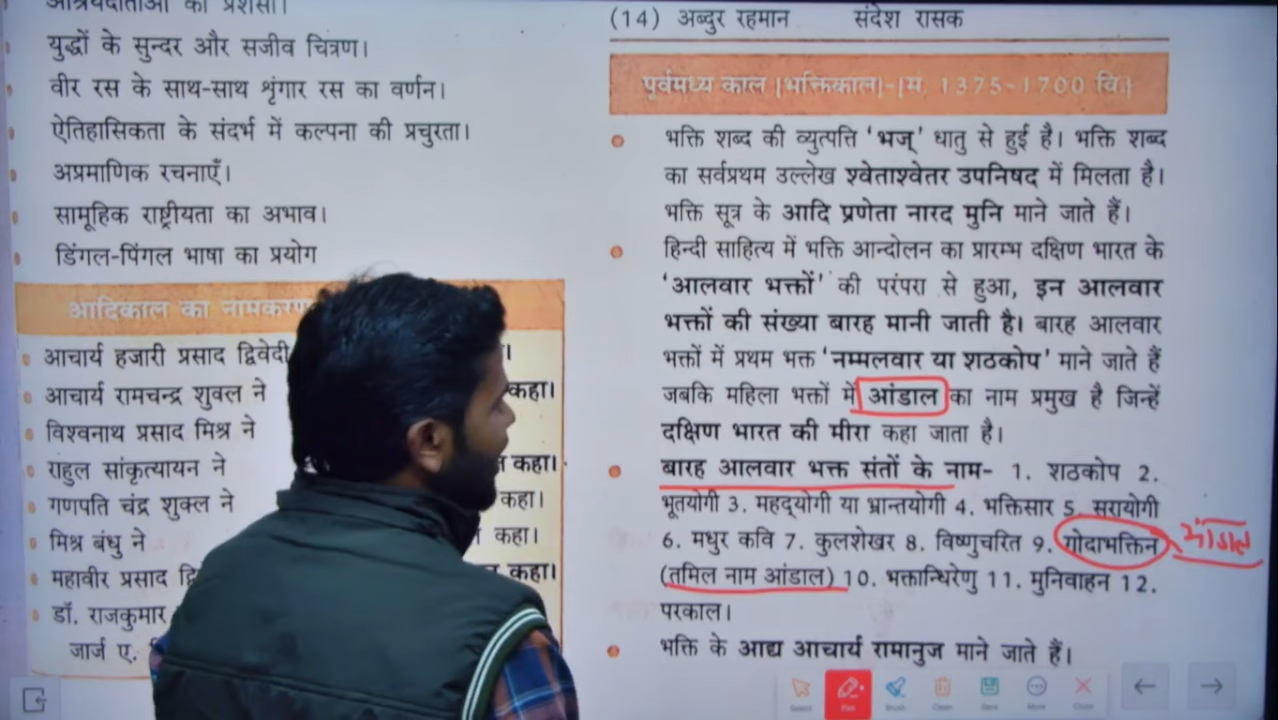 आश्रयदाताओं की प्रशंसा।
युद्धों के सुन्दर और सजीव चित्रण।
वीर रस के साथ-साथ श्रृंगार रस का वर्णन।
ऐतिहासिकता के संदर्भ में कल्पना की प्रचुरता।
अप्रमाणिक रचनाएँ।
सामूहिक राष्ट्रीयता का अभाव।
डिंगल-पिंगल भाषा का प्रयोग
आदिकाल का नामकरण
आचार्य हजारी प्रसाद द्विवेदी
आचार्य रामचन्द्र शुक्ल ने कहा।
विश्वनाथ प्रसाद मिश्र ने
राहुल सांकृत्यायन ने कहा।
गणपति चंद्र शुक्ल ने कहा।
मिश्र बंधु ने कहा।
महावीर प्रसाद द्वि कहा।
डॉ. राजकुमार
जार्ज ए.
(14) अब्दुर रहमान संदेश रासक
पूर्वमध्य काल |भक्तिकाल|-|सं. 1375-1700 वि.|
भक्ति शब्द की व्युत्पत्ति 'भज्' धातु से हुई है। भक्ति शब्द
का सर्वप्रथम उल्लेख श्वेताश्वेतर उपनिषद में मिलता है।
भक्ति सूत्र के आदि प्रणेता नारद मुनि माने जाते हैं।
हिन्दी साहित्य में भक्ति आन्दोलन का प्रारम्भ दक्षिण भारत के
'आलवार भक्तों' की परंपरा से हुआ, इन आलवार
भक्तों की संख्या बारह मानी जाती है। बारह आलवार
भक्तों में प्रथम भक्त 'नम्मलवार या शठकोप' माने जाते हैं
जबकि महिला भक्तों में आंडाल का नाम प्रमुख है जिन्हें
दक्षिण भारत की मीरा कहा जाता है।
बारह आलवार भक्त संतों के नाम- 1. शठकोप 2.
भूतयोगी 3. महद्योगी या भ्रान्तयोगी 4. भक्तिसार 5. सरायोगी
6. मधुर कवि 7. कुलशेखर 8. विष्णुचरित 9. गोदाभक्तिन आंडाल
(तमिल नाम आंडाल) 10. भक्तान्धिरेणु 11. मुनिवाहन 12.
परकाल।
भक्ति के आद्य आचार्य रामानुज माने जाते हैं।
Select Pen Brush Clean Save More Close